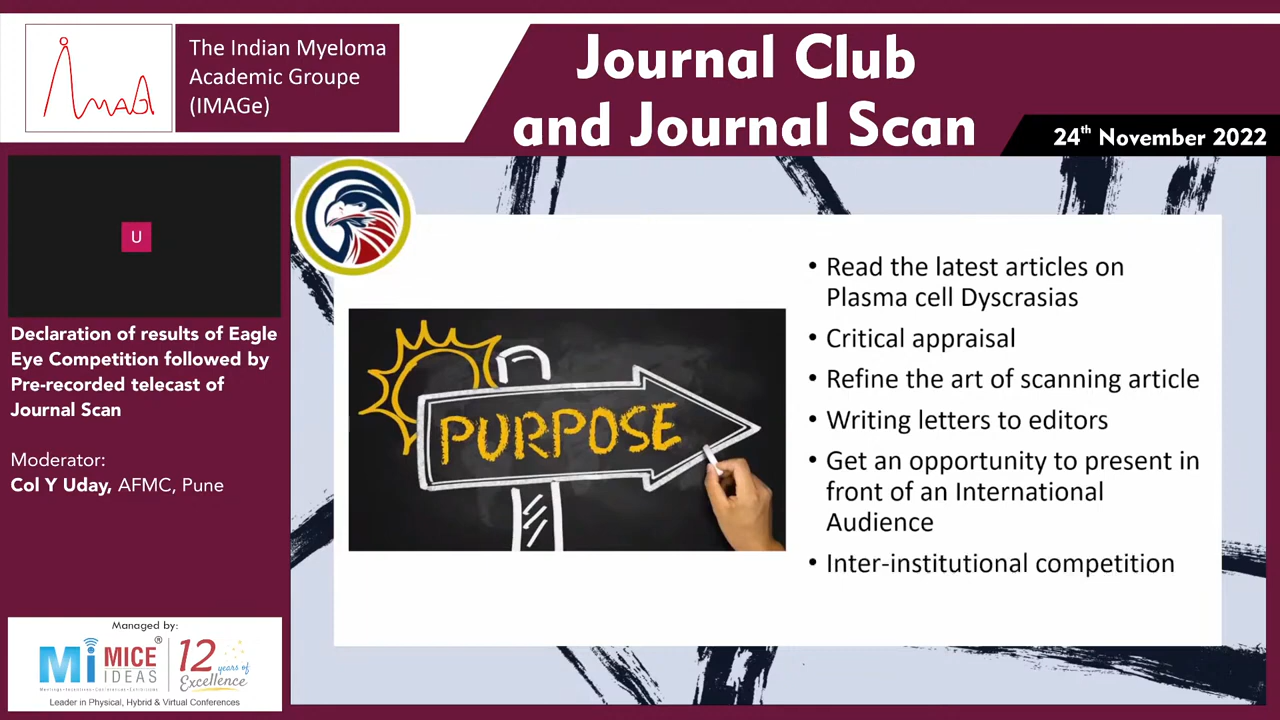 IMAGe
The Indian Myeloma
Academic Groupe
(IMAGe)
Journal Club
and Journal Scan
24th November 2022
U
Declaration of results of Eagle
Eye Competition followed by
Pre-recorded telecast of
Journal Scan
Moderator:
Col Y Uday, AFMC, Pune
PURPOSE
• Read the latest articles on
Plasma cell Dyscrasias
• Critical appraisal
• Refine the art of scanning article
• Writing letters to editors
• Get an opportunity to present in
front of an International
Audience
• Inter-institutional competition
Managed by:
Mi MICE IDEAS ®
12 years of Excellence
Leader in Physical, Hybrid & Virtual Conferences